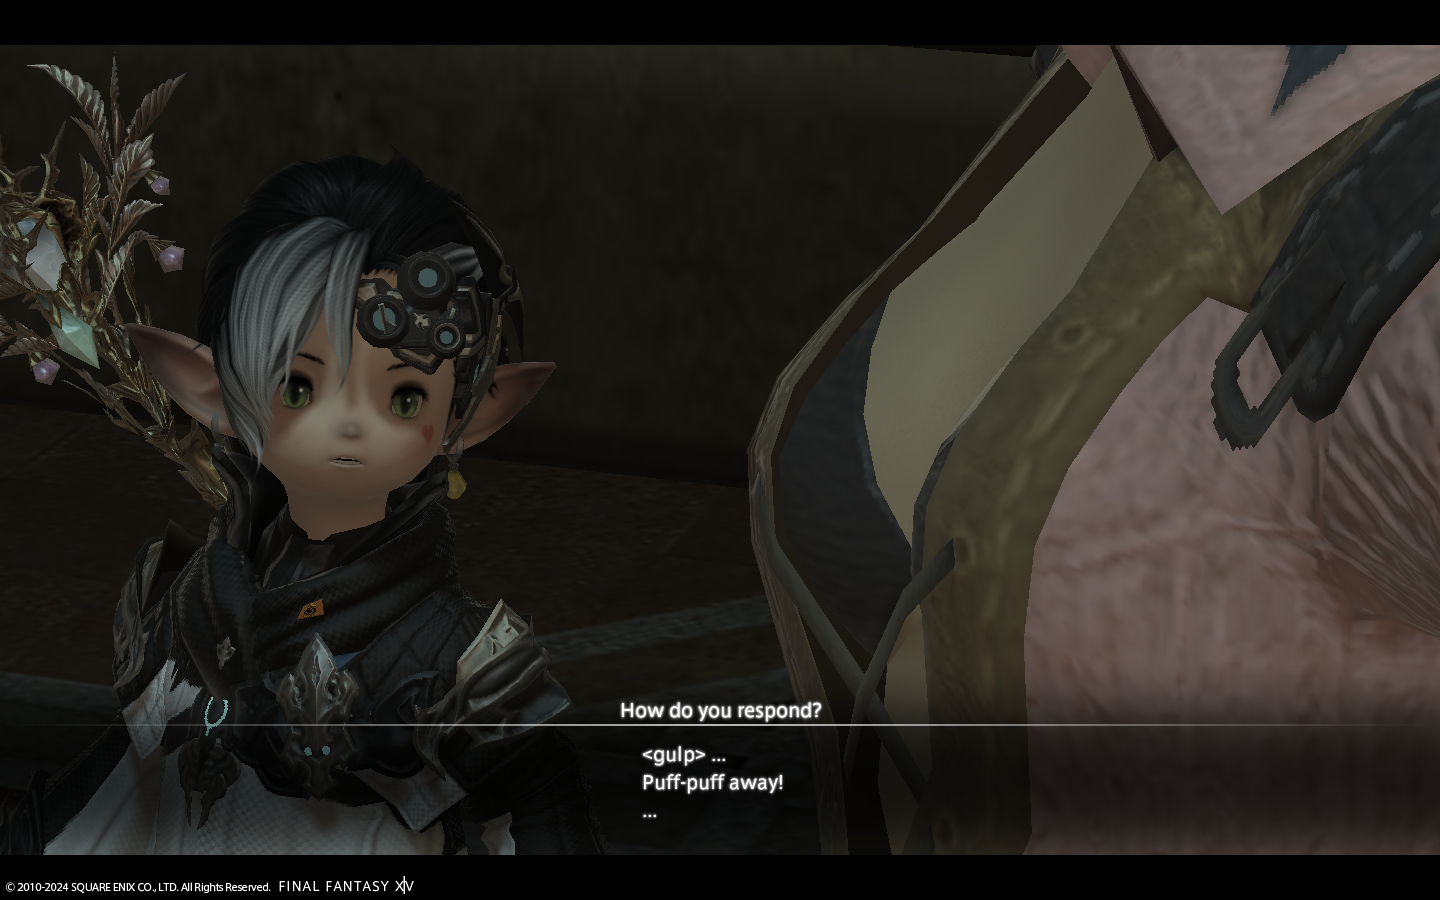 How do you respond?
<gulp> ...
Puff-puff away!
...
© 2010-2024 SQUARE ENIX CO., LTD. All Rights Reserved. FINAL FANTASY XIV